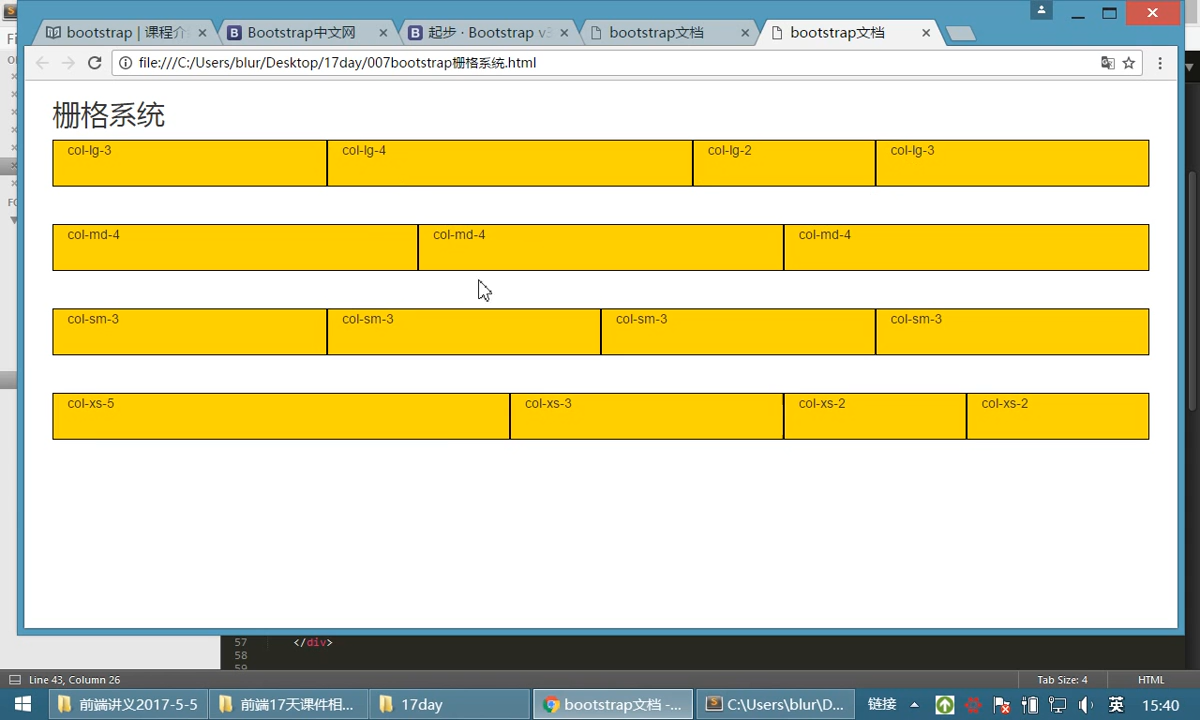 bootstrap | 课程介
Bootstrap中文网
起步 · Bootstrap v3
bootstrap文档
bootstrap文档
file:///C:/Users/blur/Desktop/17day/007bootstrap栅格系统.html
栅格系统
col-lg-3
col-lg-4
col-lg-2
col-lg-3
col-md-4
col-md-4
col-md-4
col-sm-3
col-sm-3
col-sm-3
col-sm-3
col-xs-5
col-xs-3
col-xs-2
col-xs-2
57 </div>
58
59
Line 43, Column 26
Tab Size: 4
HTML
前端讲义2017-5-5
前端17天课件相...
17day
bootstrap文档 -...
C:\Users\blur\D...
链接
英
15:40